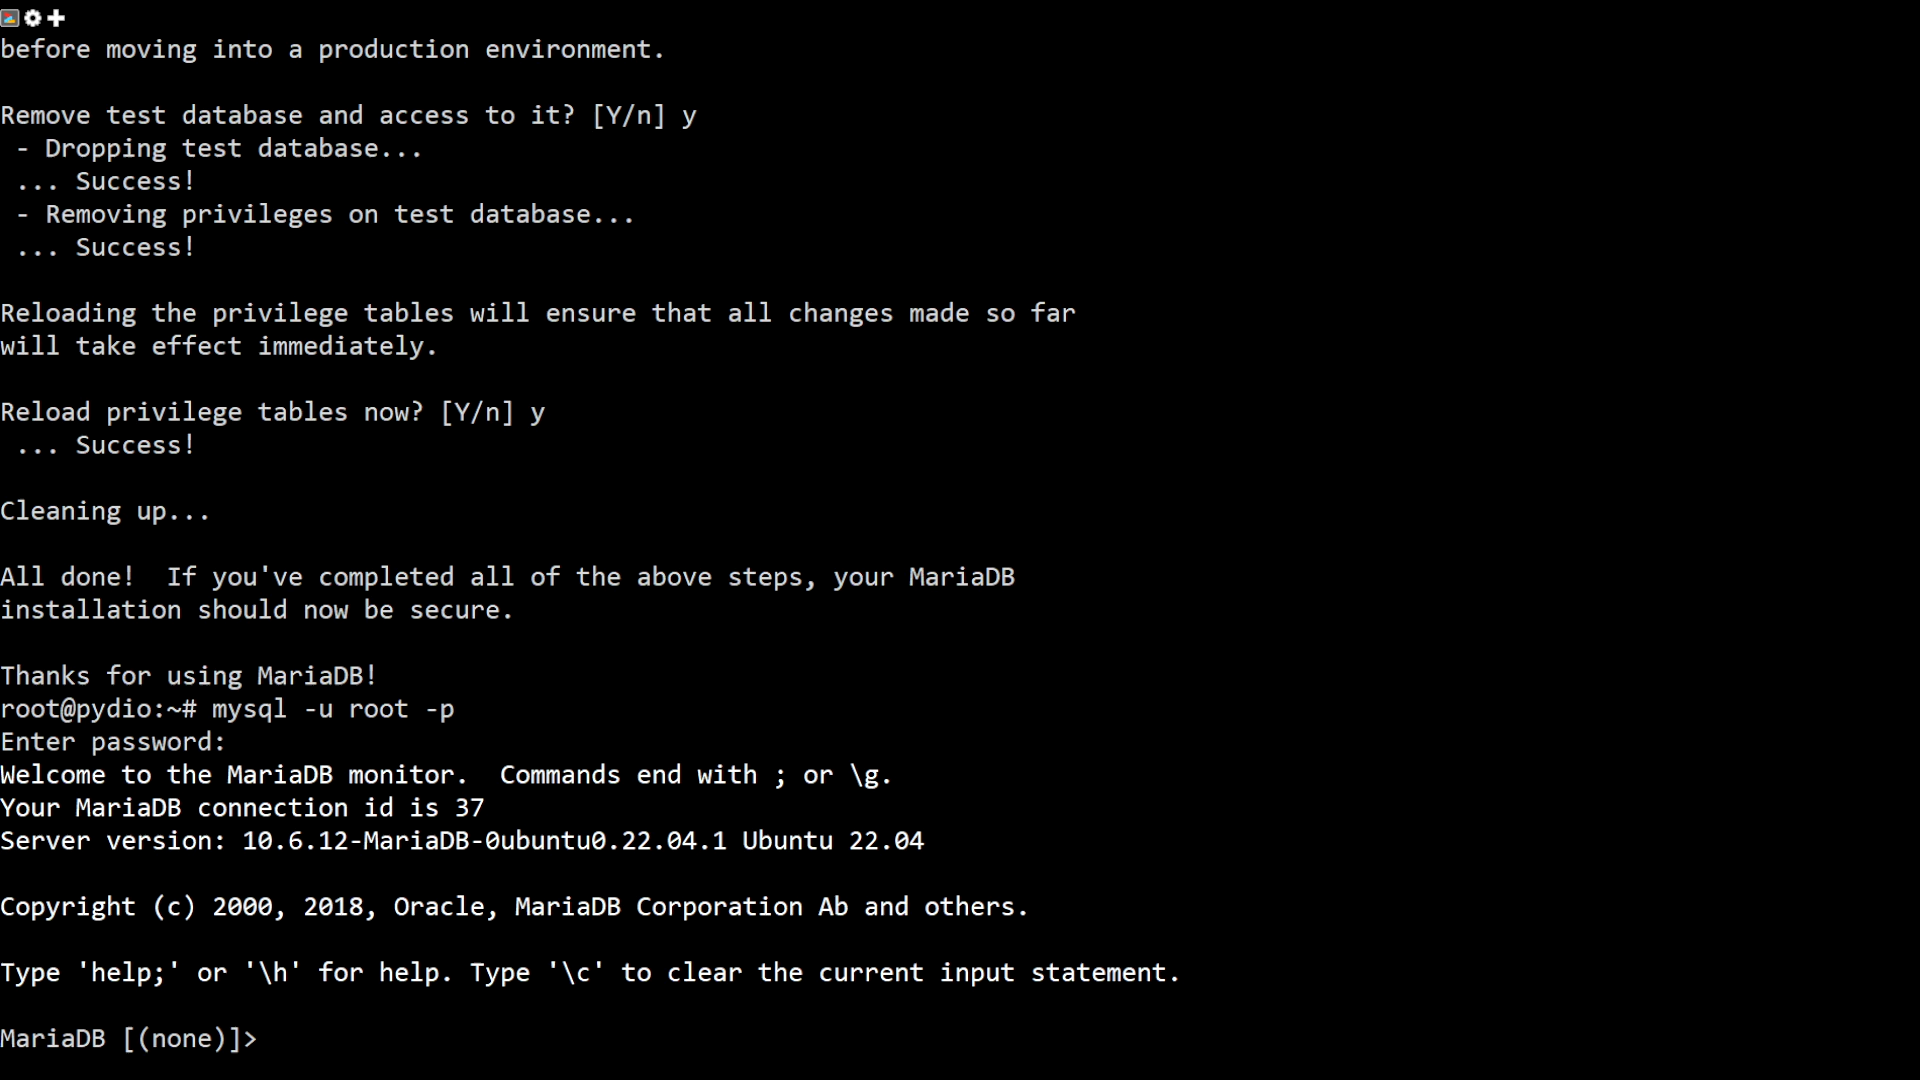 before moving into a production environment.
Remove test database and access to it? [Y/n] y
 - Dropping test database...
 ... Success!
 - Removing privileges on test database...
 ... Success!
Reloading the privilege tables will ensure that all changes made so far
will take effect immediately.
Reload privilege tables now? [Y/n] y
 ... Success!
Cleaning up...
All done!  If you've completed all of the above steps, your MariaDB
installation should now be secure.
Thanks for using MariaDB!
root@pydio:~# mysql -u root -p
Enter password:
Welcome to the MariaDB monitor.  Commands end with ; or \g.
Your MariaDB connection id is 37
Server version: 10.6.12-MariaDB-0ubuntu0.22.04.1 Ubuntu 22.04
Copyright (c) 2000, 2018, Oracle, MariaDB Corporation Ab and others.
Type 'help;' or '\h' for help. Type '\c' to clear the current input statement.
MariaDB [(none)]>